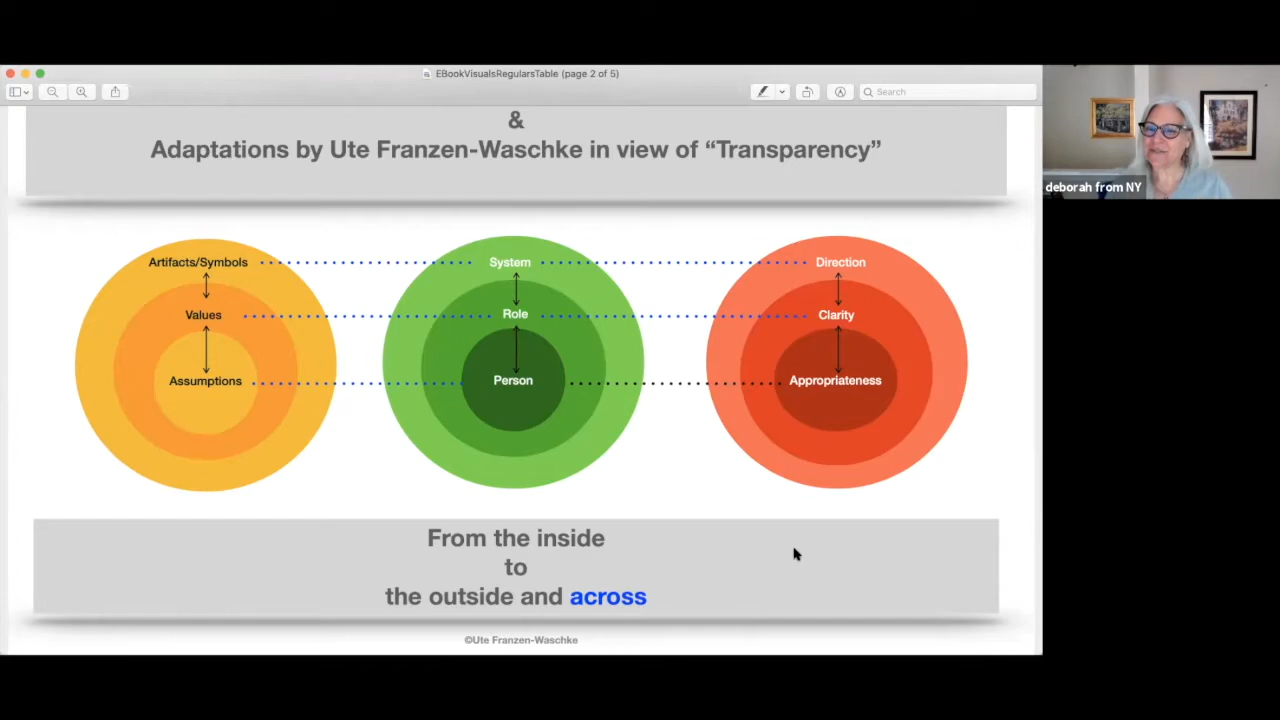 EBookVisualsRegularsTable (page 2 of 5)
Search
&
Adaptations by Ute Franzen-Waschke in view of “Transparency”
Artifacts/Symbols
System
Direction
Values
Role
Clarity
Assumptions
Person
Appropriateness
From the inside
to
the outside and across
©Ute Franzen-Waschke
deborah from NY